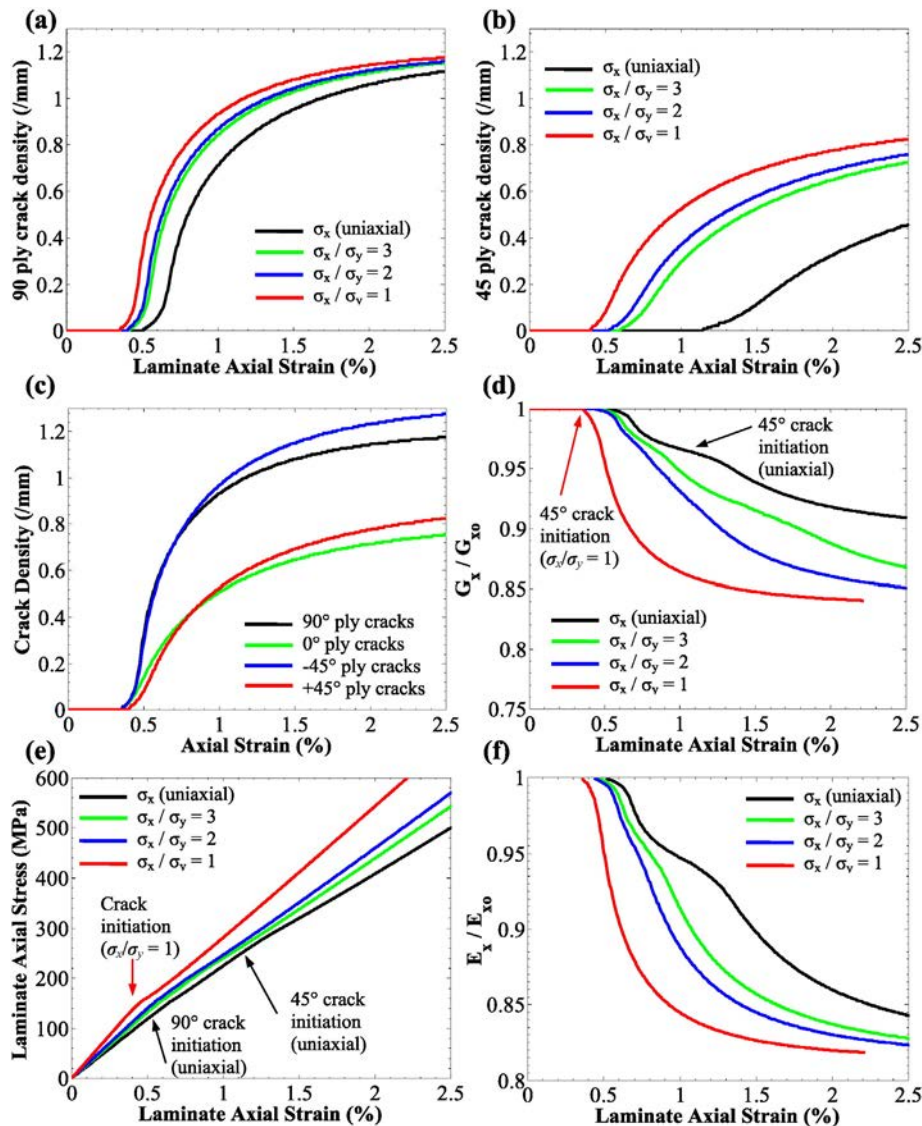 (a)
90 ply crack density (/mm)
1.2
1
0.8
0.6
0.4
0.2
0
σx (uniaxial)
σx / σy = 3
σx / σy = 2
σx / σv = 1
0 0.5 1 1.5 2 2.5
Laminate Axial Strain (%)
(b)
45 ply crack density (/mm)
1.2
1
0.8
0.6
0.4
0.2
0
σx (uniaxial)
σx / σy = 3
σx / σy = 2
σx / σv = 1
0 0.5 1 1.5 2 2.5
Laminate Axial Strain (%)
(c)
Crack Density (/mm)
1.2
1
0.8
0.6
0.4
0.2
0
90° ply cracks
0° ply cracks
-45° ply cracks
+45° ply cracks
0 0.5 1 1.5 2 2.5
Axial Strain (%)
(d)
Gx / Gxo
1
0.95
0.9
0.85
0.8
0.75
45° crack
initiation
(uniaxial)
45° crack
initiation
(σx/σy = 1)
σx (uniaxial)
σx / σy = 3
σx / σy = 2
σx / σv = 1
0 0.5 1 1.5 2 2.5
Laminate Axial Strain (%)
(e)
Laminate Axial Stress (MPa)
600
500
400
300
200
100
0
σx (uniaxial)
σx / σy = 3
σx / σy = 2
σx / σv = 1
Crack
initiation
(σx/σy = 1)
45° crack
initiation
(uniaxial)
90° crack
initiation
(uniaxial)
0 0.5 1 1.5 2 2.5
Laminate Axial Strain (%)
(f)
Ex / Exo
1
0.95
0.9
0.85
0.8
σx (uniaxial)
σx / σy = 3
σx / σy = 2
σx / σv = 1
0 0.5 1 1.5 2 2.5
Laminate Axial Strain (%)